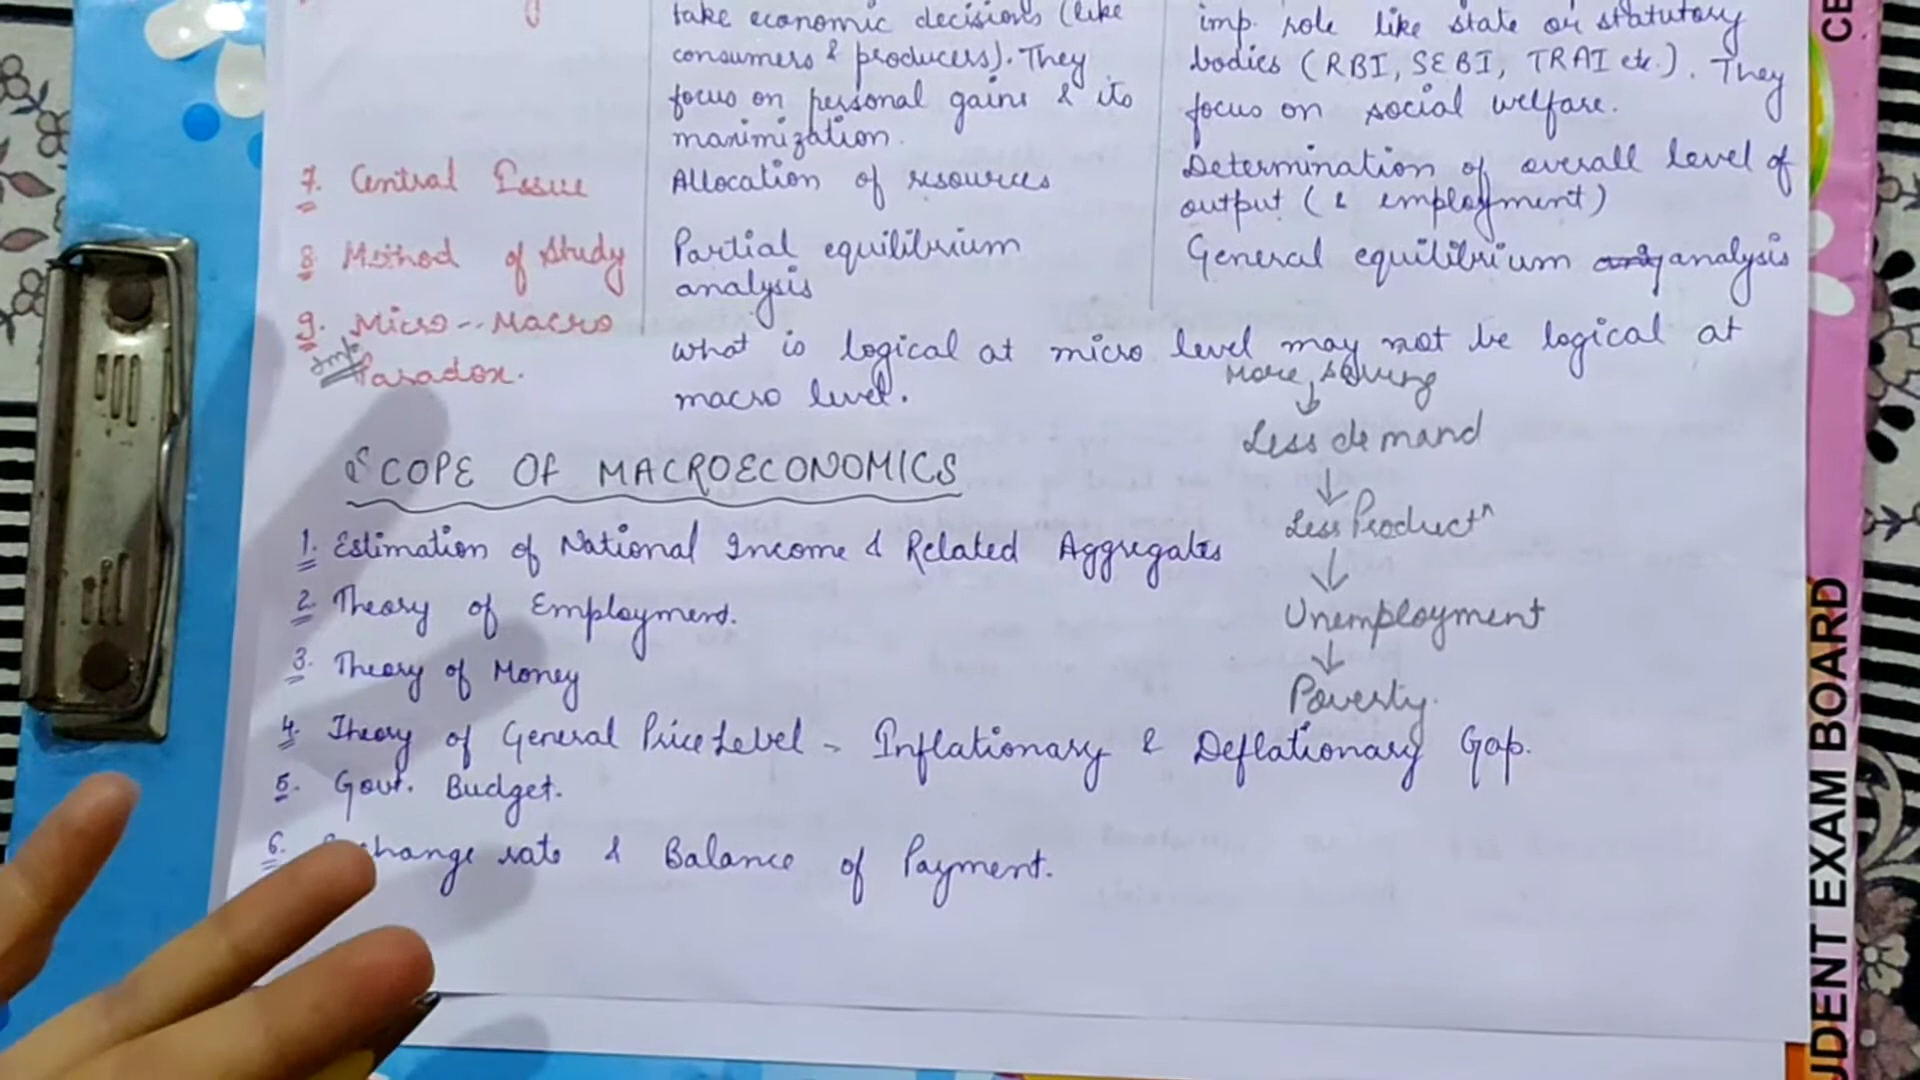 take economic decisions (like
consumers & producers). They
focus on personal gains & its
maximization.
imp. role like state or statutory
bodies (RBI, SEBI, TRAI etc.). They
focus on social welfare.
7. Central Issue
Allocation of resources
Determination of overall level of
output ( & employment)
8. Method of Study
Partial equilibrium
analysis
General equilibrium analysis
9. Micro-Macro
Imp Paradox.
What is logical at micro level may not be logical at
macro level.
More saving
↓
Less demand
↓
Less Productn
↓
Unemployment
↓
Poverty.
SCOPE OF MACROECONOMICS
1. Estimation of National Income & Related Aggregates
2. Theory of Employment.
3. Theory of Money
4. Theory of General Price Level - Inflationary & Deflationary Gap.
5. Govt. Budget.
6. change rate & Balance of Payment.
CE
UDENT EXAM BOARD